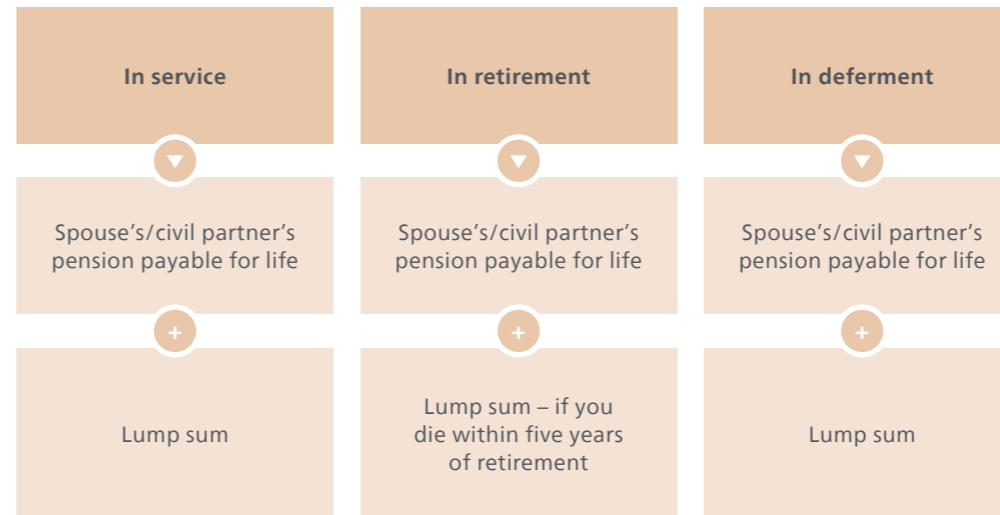 In service
In retirement
In deferment
Spouse's/civil partner's
pension payable for life
Spouse's/civil partner's
pension payable for life
Spouse's/civil partner's
pension payable for life
+
+
+
Lump sum
Lump sum – if you
die within five years
of retirement
Lump sum